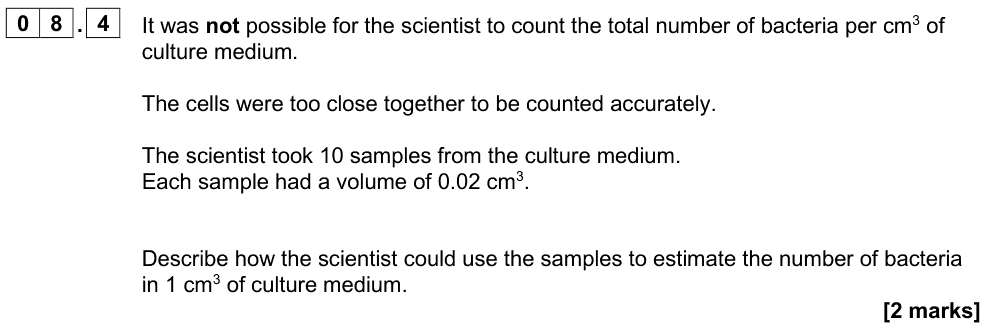 0 8 . 4 It was not possible for the scientist to count the total number of bacteria per cm³ of
culture medium.
The cells were too close together to be counted accurately.
The scientist took 10 samples from the culture medium.
Each sample had a volume of 0.02 cm³.
Describe how the scientist could use the samples to estimate the number of bacteria
in 1 cm³ of culture medium.
[2 marks]